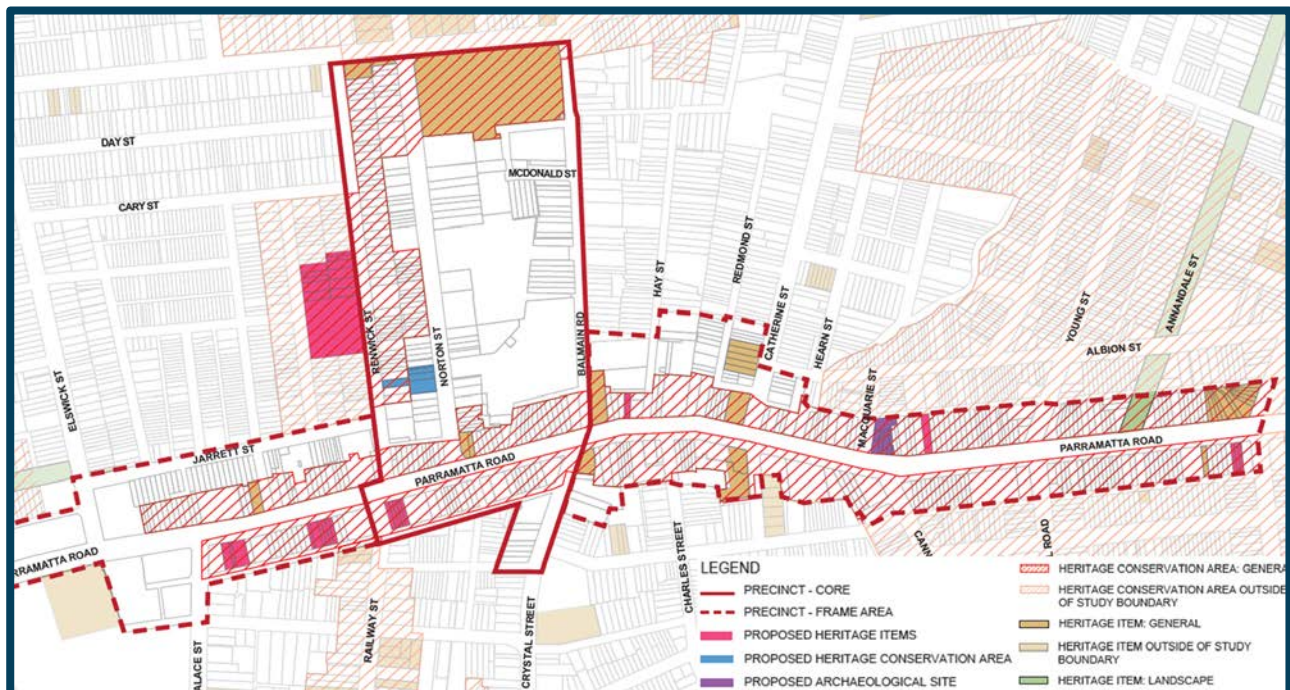 DAY ST
MCDONALD ST
CARY ST
HAY ST
REDMOND ST
CATHERINE ST
HEARN ST
YOUNG ST
ANNANDALE ST
ALBION ST
RENWICK ST
NORTON ST
BALMAIN RD
ELSWICK ST
MACQUARIE ST
JARRETT ST
PARRAMATTA ROAD
PARRAMATTA ROAD
RRAMATTA ROAD
CANN
L ROAD
CHARLES STREET
RAILWAY ST
CRYSTAL STREET
ALACE ST
LEGEND
PRECINCT - CORE
PRECINCT - FRAME AREA
PROPOSED HERITAGE ITEMS
PROPOSED HERITAGE CONSERVATION AREA
PROPOSED ARCHAEOLOGICAL SITE
HERITAGE CONSERVATION AREA: GENERA
HERITAGE CONSERVATION AREA OUTSIDE
OF STUDY BOUNDARY
HERITAGE ITEM: GENERAL
HERITAGE ITEM OUTSIDE OF STUDY
BOUNDARY
HERITAGE ITEM: LANDSCAPE